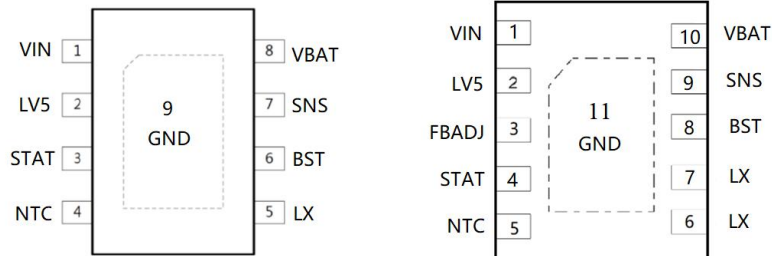 VIN 1 8 VBAT
LV5 2 7 SNS
STAT 3 6 BST
NTC 4 5 LX
9
GND
VIN 1 10 VBAT
LV5 2 9 SNS
FBADJ 3 8 BST
STAT 4 7 LX
NTC 5 6 LX
11
GND